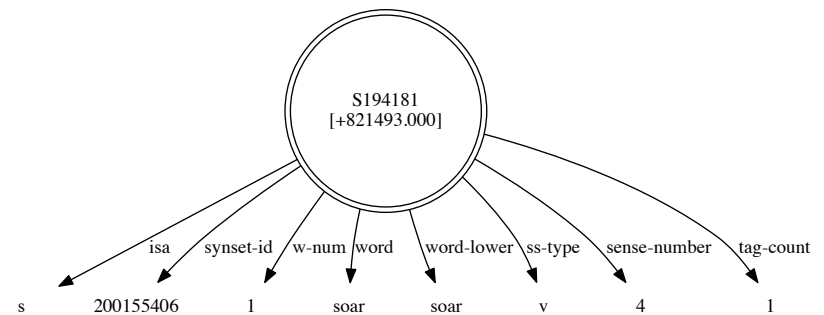 S194181
[+821493.000]
isa synset-id w-num word word-lower ss-type sense-number tag-count
s 200155406 1 soar soar v 4 1